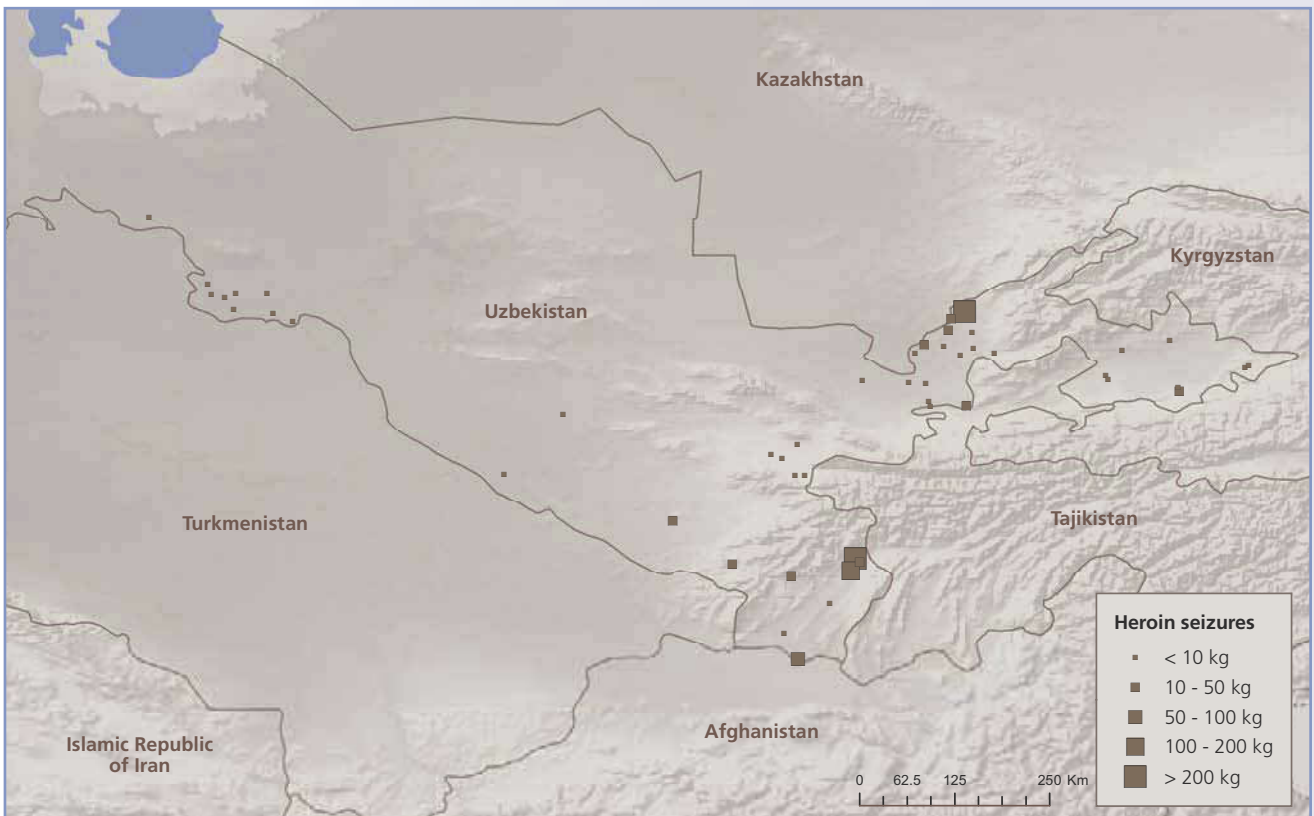 Kazakhstan
Kyrgyzstan
Uzbekistan
Turkmenistan
Tajikistan
Islamic Republic
of Iran
Afghanistan
0 62.5 125 250 Km
Heroin seizures
< 10 kg
10 - 50 kg
50 - 100 kg
100 - 200 kg
> 200 kg